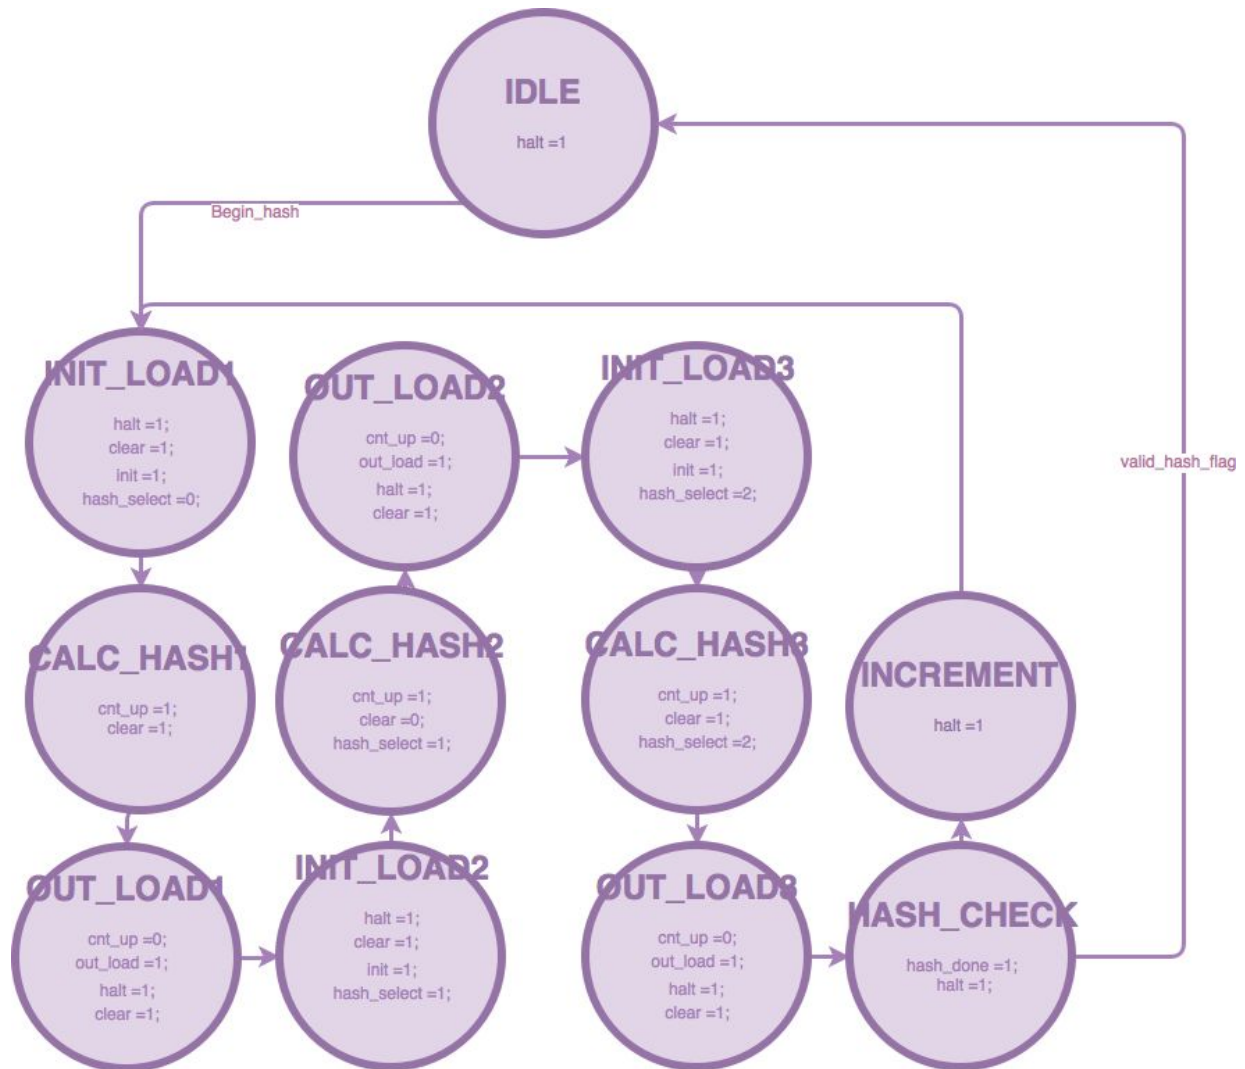 IDLE
halt =1
Begin_hash
INIT_LOAD1
halt =1;
clear =1;
init =1;
hash_select =0;
OUT_LOAD2
cnt_up =0;
out_load =1;
halt =1;
clear =1;
INIT_LOAD3
halt =1;
clear =1;
init =1;
hash_select =2;
valid_hash_flag
CALC_HASH1
cnt_up =1;
clear =1;
CALC_HASH2
cnt_up =1;
clear =0;
hash_select =1;
CALC_HASH3
cnt_up =1;
clear =1;
hash_select =2;
INCREMENT
halt =1
OUT_LOAD1
cnt_up =0;
out_load =1;
halt =1;
clear =1;
INIT_LOAD2
halt =1;
clear =1;
init =1;
hash_select =1;
OUT_LOAD3
cnt_up =0;
out_load =1;
halt =1;
clear =1;
HASH_CHECK
hash_done =1;
halt =1;